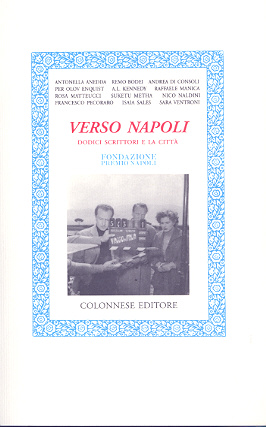 ANTONELLA ANEDDA REMO BODEI ANDREA DI CONSOLI
PER OLOV ENQUIST A.L. KENNEDY RAFFAELE MANICA
ROSA MATTEUCCI SUKETU METHA NICO NALDINI
FRANCESCO PECORARO ISAIA SALES SARA VENTRONI
VERSO NAPOLI
DODICI SCRITTORI E LA CITTÀ
FONDAZIONE
PREMIO NAPOLI
COLONNESE EDITORE